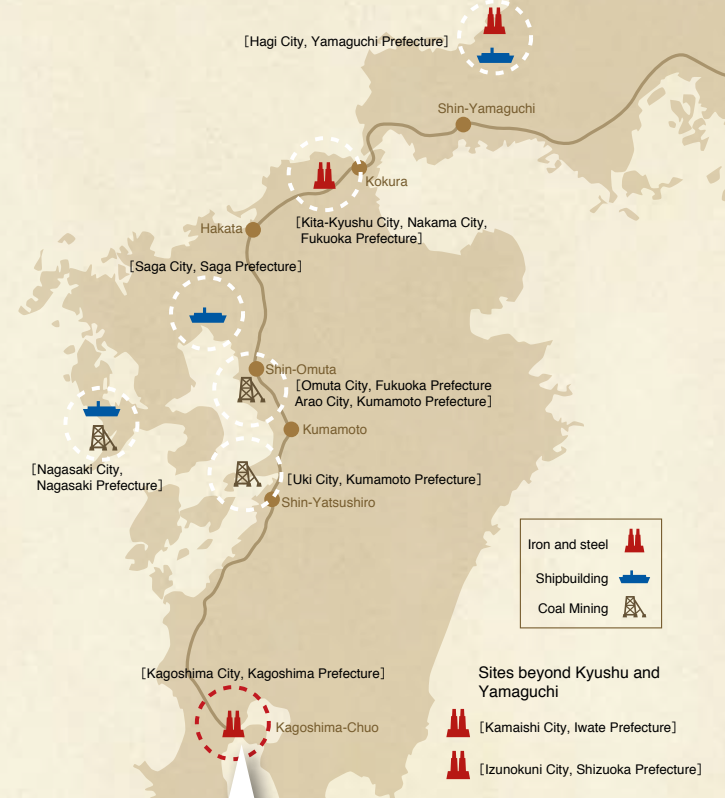 [Hagi City, Yamaguchi Prefecture]
Shin-Yamaguchi
Kokura
Hakata
[Kita-Kyushu City, Nakama City,
Fukuoka Prefecture]
[Saga City, Saga Prefecture]
Shin-Omuta
[Omuta City, Fukuoka Prefecture
Arao City, Kumamoto Prefecture]
Kumamoto
[Nagasaki City,
Nagasaki Prefecture]
[Uki City, Kumamoto Prefecture]
Shin-Yatsushiro
Iron and steel
Shipbuilding
Coal Mining
[Kagoshima City, Kagoshima Prefecture]
Kagoshima-Chuo
Sites beyond Kyushu and
Yamaguchi
[Kamaishi City, Iwate Prefecture]
[Izunokuni City, Shizuoka Prefecture]